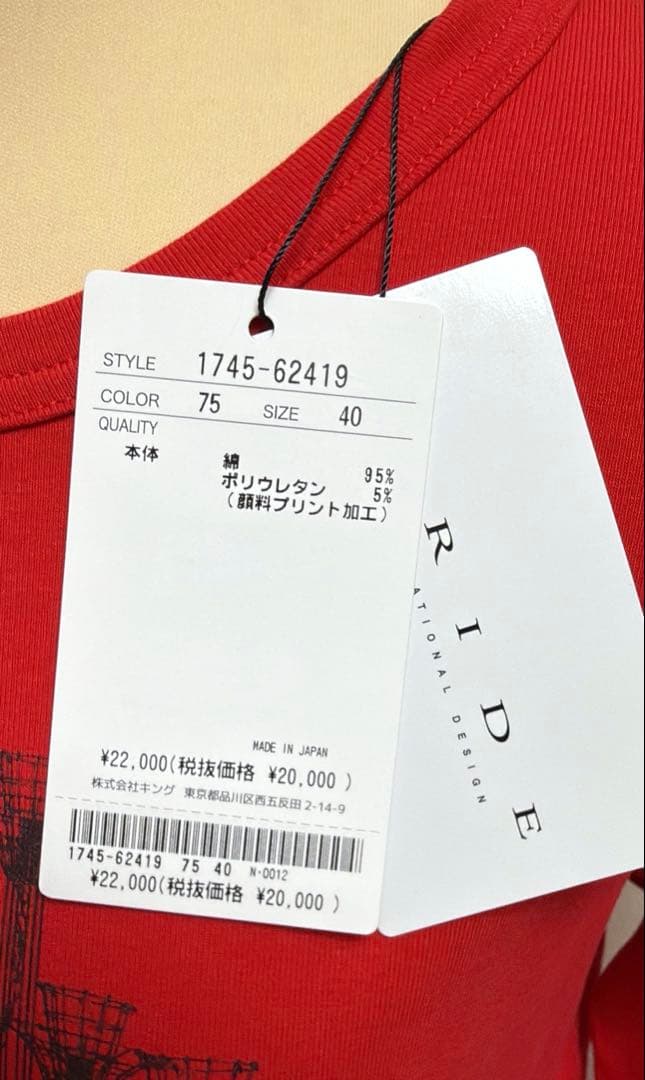 STYLE 1745-62419
COLOR 75 SIZE 40
QUALITY
本体 綿 95%
ポリウレタン 5%
(顔料プリント加工)
MADE IN JAPAN
¥22,000(税抜価格 ¥20,000 )
株式会社キング 東京都品川区西五反田2-14-9
1745-62419 75 40 N-0012
¥22,000(税抜価格 ¥20,000 )
RIDE
ATIONAL DESIGN